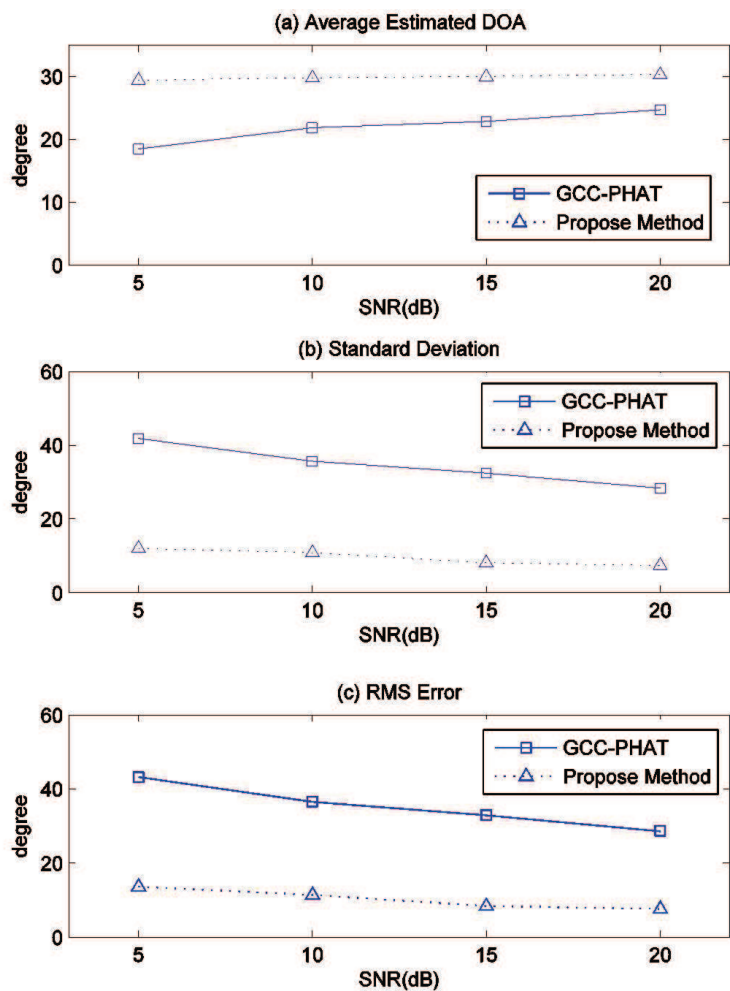 (a) Average Estimated DOA
30
20
10
0
degree
GCC-PHAT
Propose Method
5 10 15 20
SNR(dB)
(b) Standard Deviation
60
40
20
0
degree
GCC-PHAT
Propose Method
5 10 15 20
SNR(dB)
(c) RMS Error
60
40
20
0
degree
GCC-PHAT
Propose Method
5 10 15 20
SNR(dB)